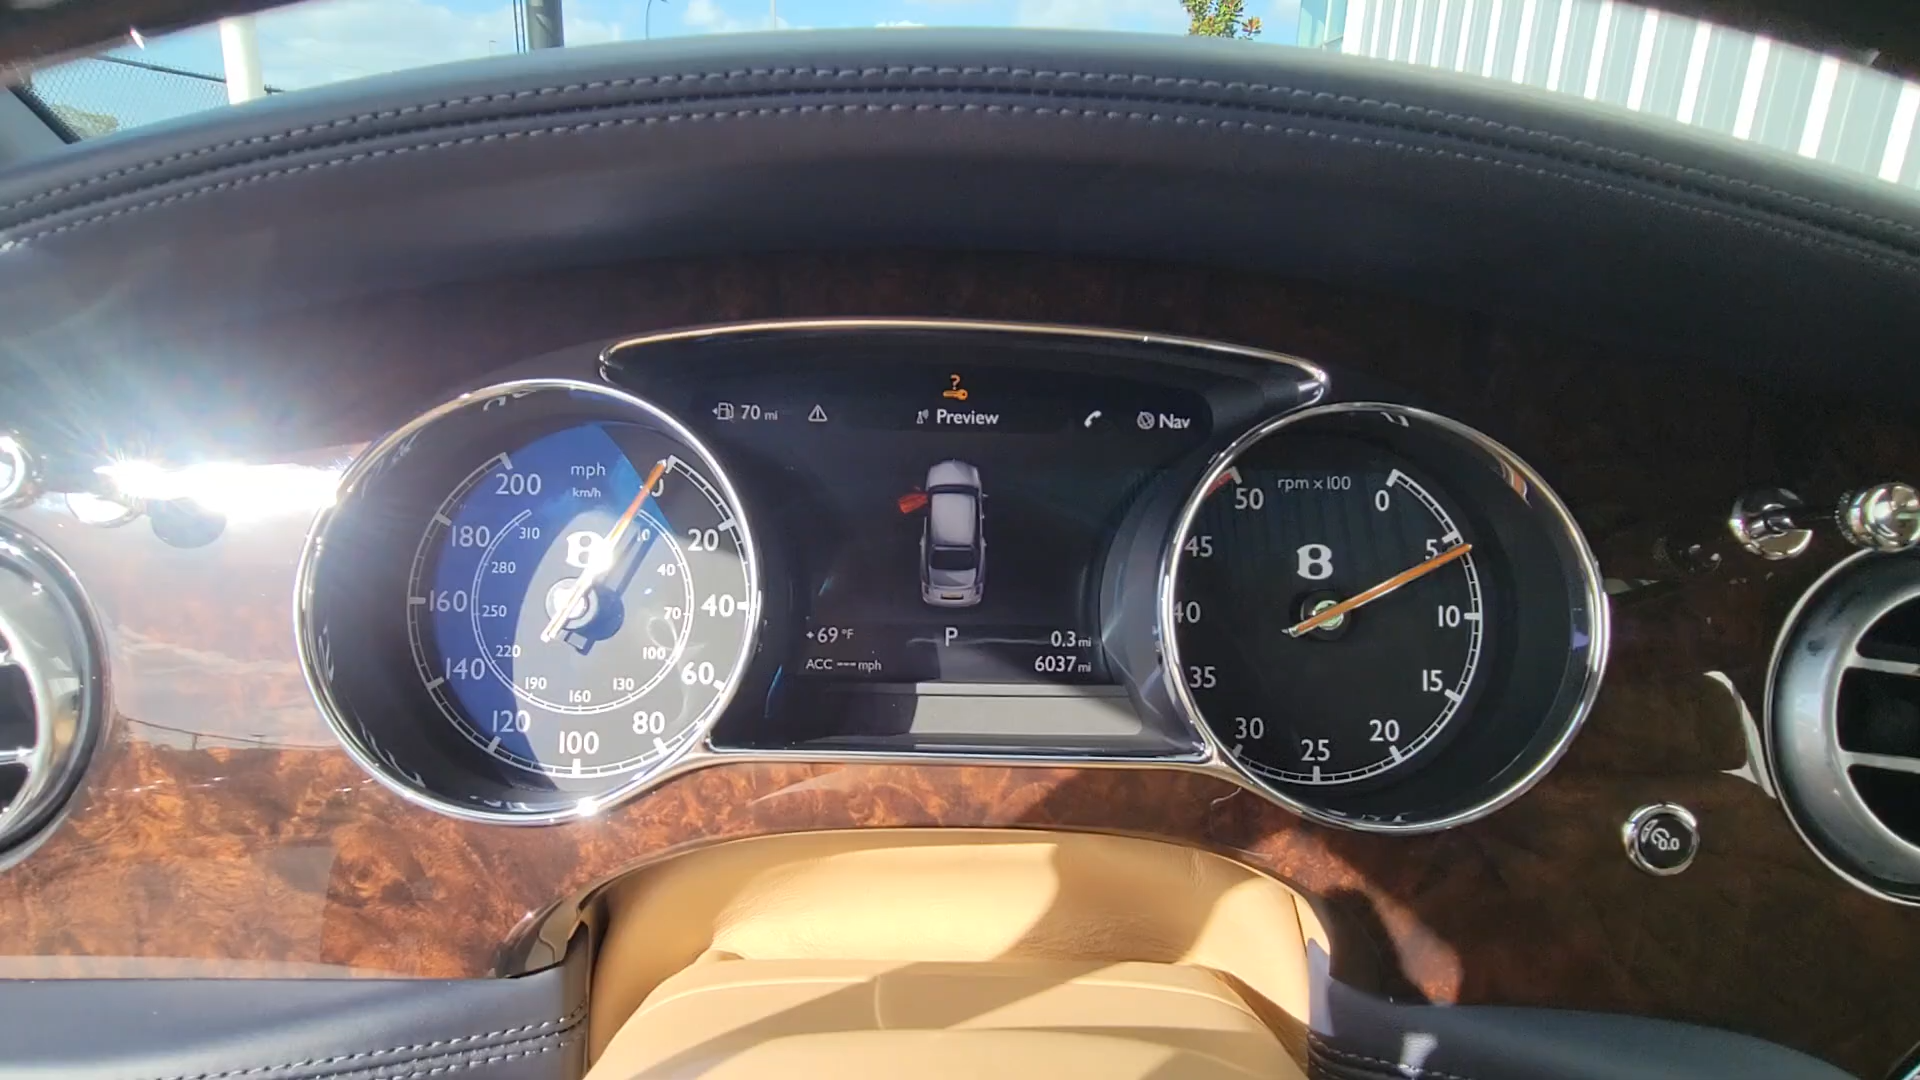 ?
70 mi
Preview
Nav
mph
km/h
0
20
40
60
80
100
120
140
160
180
200
10
40
70
100
130
160
190
220
250
280
310
B
+69 °F
P
0.3 mi
ACC --- mph
6037 mi
rpm x 100
0
5
10
15
20
25
30
35
40
45
50
B